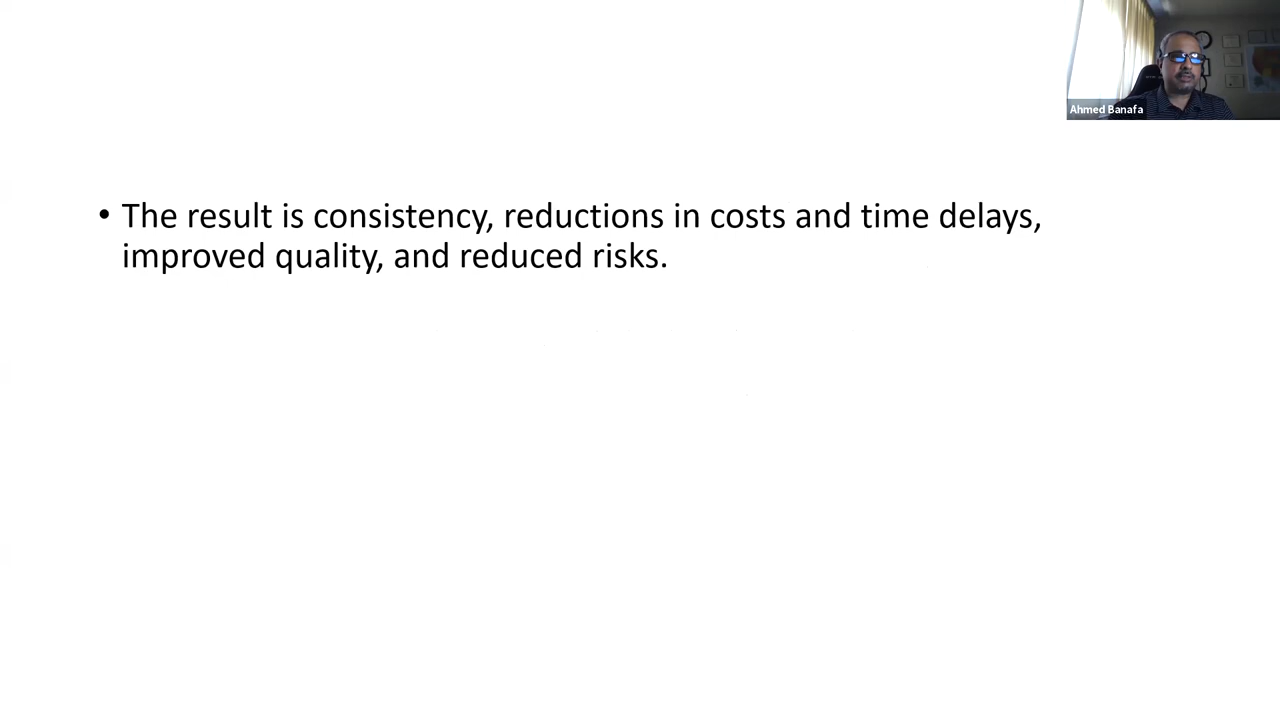 Ahmed Banafa
• The result is consistency, reductions in costs and time delays,
improved quality, and reduced risks.